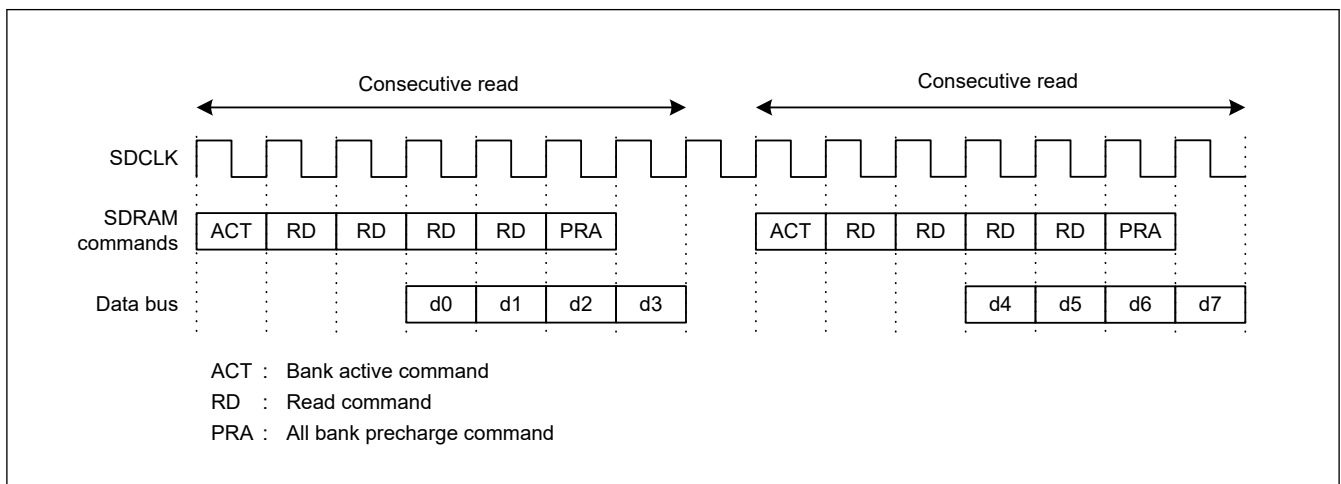 Consecutive read Consecutive read
SDCLK
SDRAM
commands
ACT RD RD RD RD PRA ACT RD RD RD RD PRA
Data bus d0 d1 d2 d3 d4 d5 d6 d7
ACT : Bank active command
RD : Read command
PRA : All bank precharge command